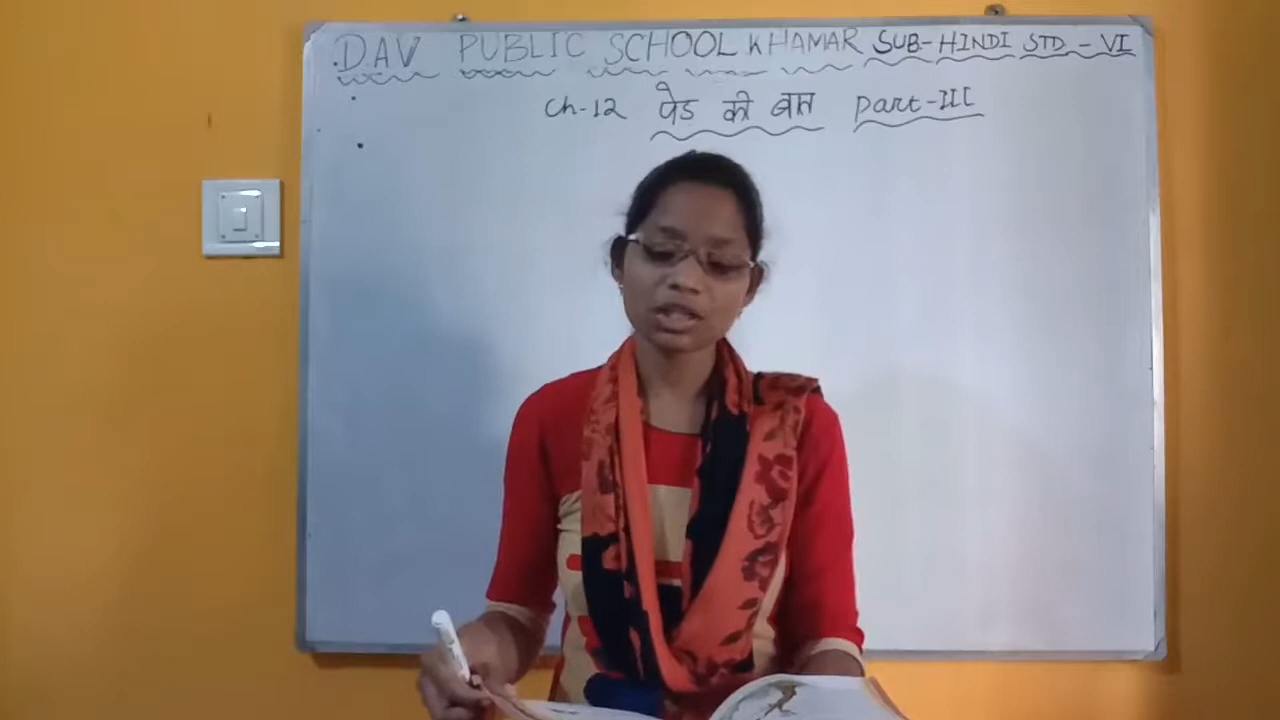 DAV PUBLIC SCHOOL KHAMAR SUB-HINDI STD-VI
Ch-12 पेड की बात Part-III